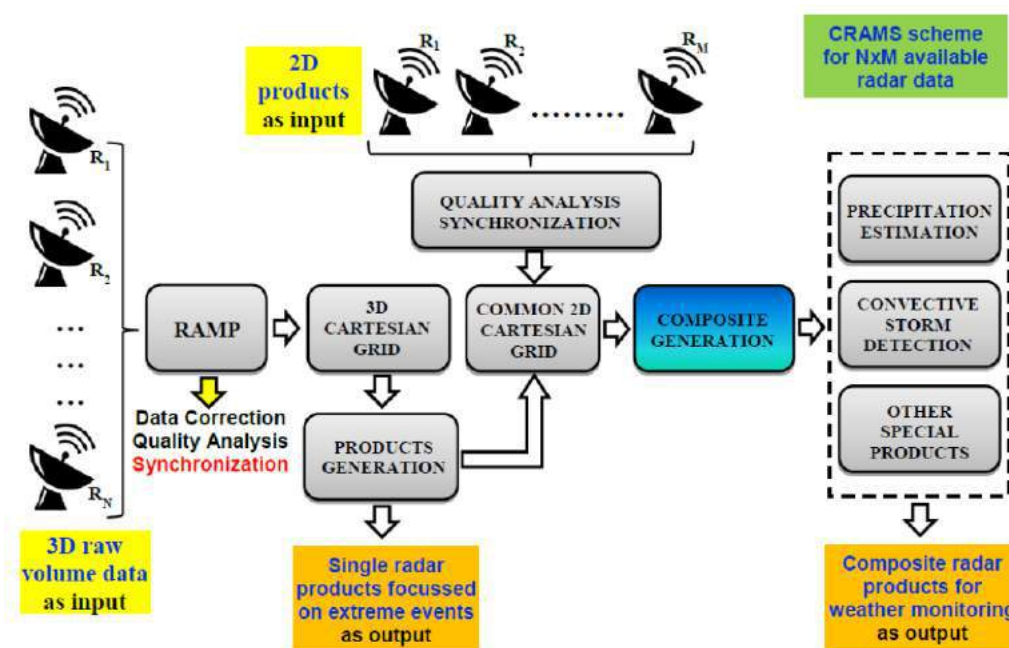 R1
R2
RM
2D
products
as input
.........
CRAMS scheme
for NxM available
radar data
R1
R2
...
...
...
RN
3D raw
volume data
as input
QUALITY ANALYSIS
SYNCHRONIZATION
RAMP
3D
CARTESIAN
GRID
COMMON 2D
CARTESIAN
GRID
COMPOSITE
GENERATION
PRECIPITATION
ESTIMATION
CONVECTIVE
STORM
DETECTION
OTHER
SPECIAL
PRODUCTS
Data Correction
Quality Analysis
Synchronization
PRODUCTS
GENERATION
Single radar
products focussed
on extreme events
as output
Composite radar
products for
weather monitoring
as output